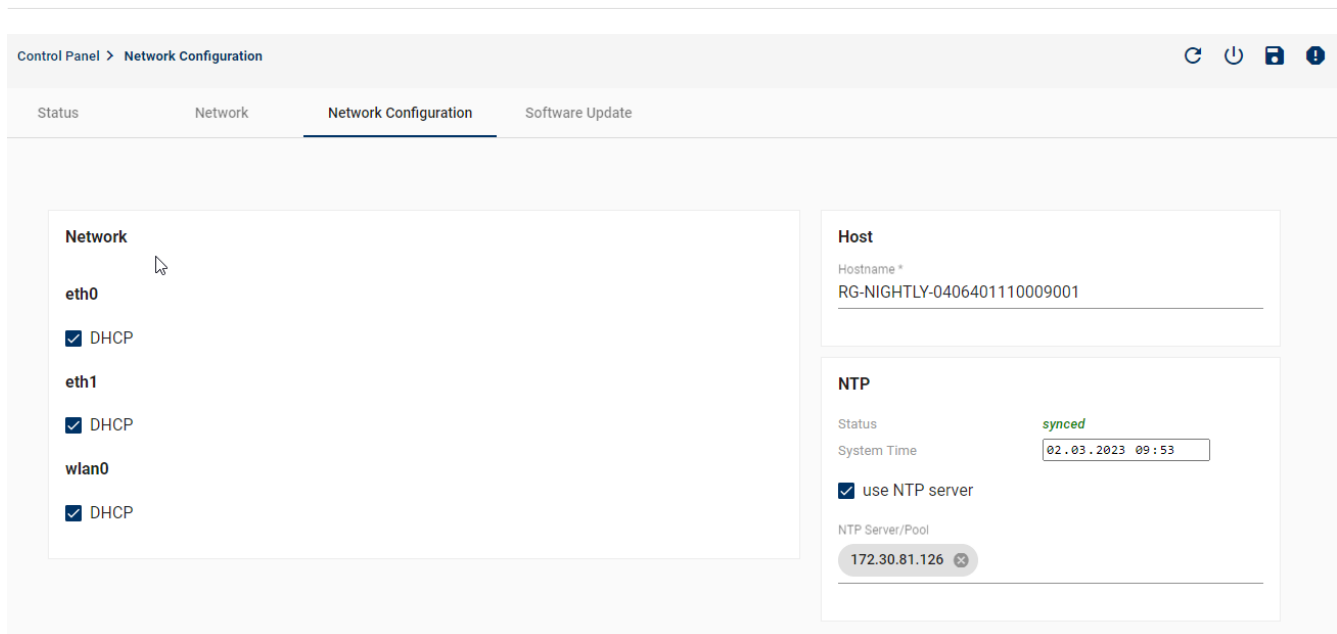 Control Panel > Network Configuration
Status Network Network Configuration Software Update
Network
eth0
DHCP
eth1
DHCP
wlan0
DHCP
Host
Hostname *
RG-NIGHTLY-0406401110009001
NTP
Status synced
System Time 02.03.2023 09:53
use NTP server
NTP Server/Pool
172.30.81.126